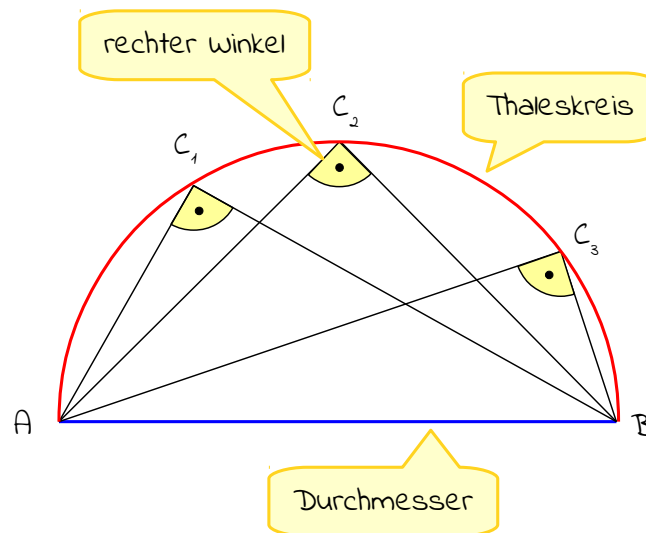 rechter Winkel
C₂
Thaleskreis
C₁
C₃
A
B
Durchmesser